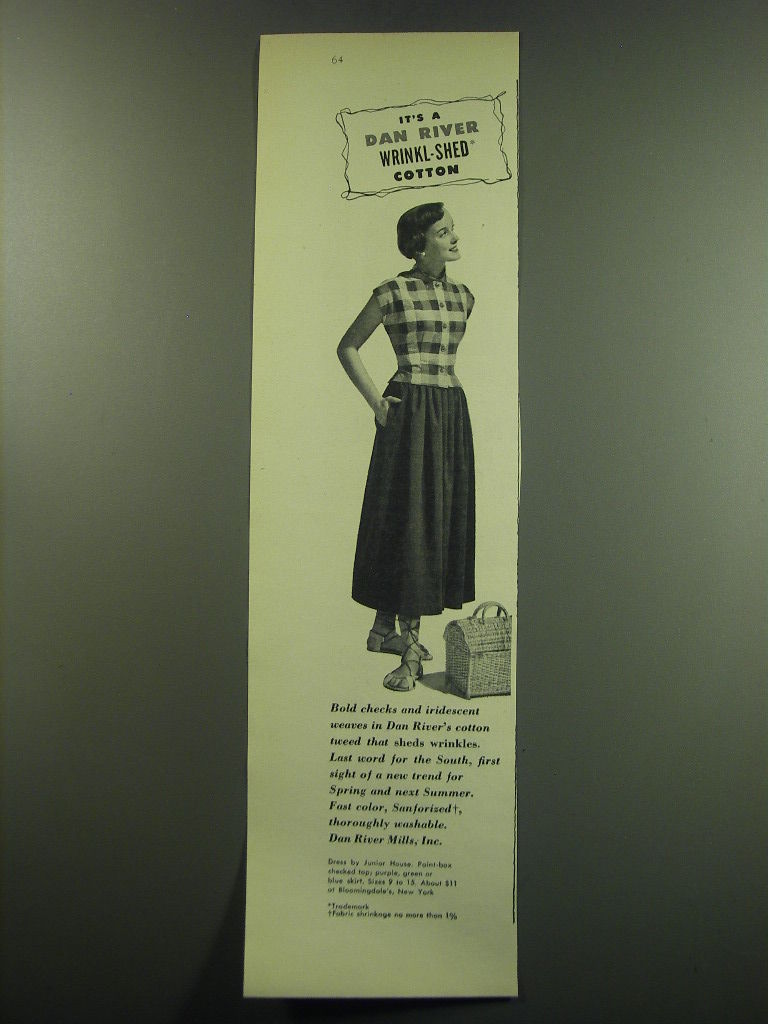 64
IT'S A
DAN RIVER
WRINKL-SHED*
COTTON
Bold checks and iridescent
weaves in Dan River's cotton
tweed that sheds wrinkles.
Last word for the South, first
sight of a new trend for
Spring and next Summer.
Fast color, Sanforized†,
thoroughly washable.
Dan River Mills, Inc.
Dress by Junior House. Paint-box
checked top; purple, green or
blue skirt. Sizes 9 to 15. About $11
at Bloomingdale's, New York
*Trademark
†Fabric shrinkage no more than 1%